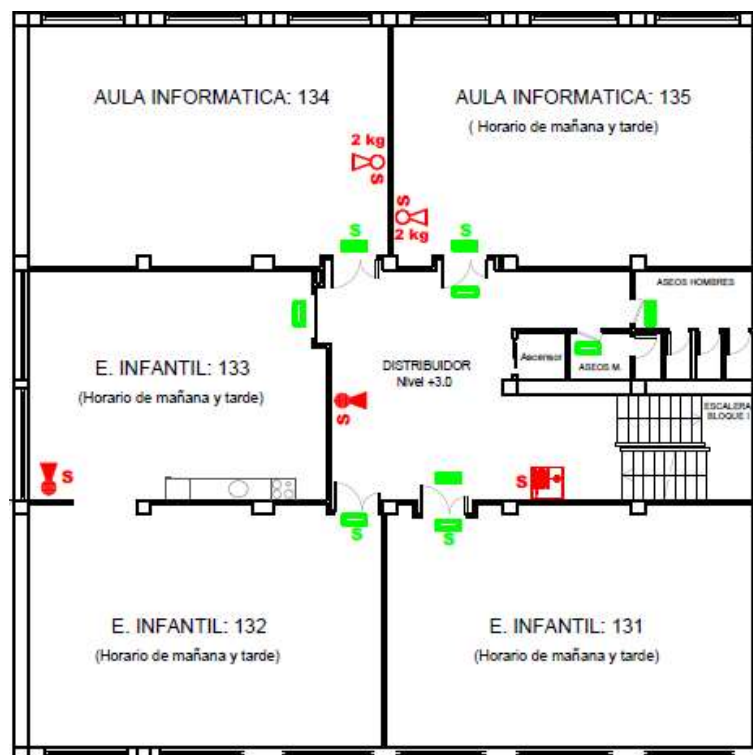 AULA INFORMATICA: 134
AULA INFORMATICA: 135
( Horario de mañana y tarde)
2 kg
S
S
2 kg
S
S
ASEOS HOMBRES
E. INFANTIL: 133
(Horario de mañana y tarde)
DISTRIBUIDOR
Nivel +3.0
Ascensor
ASEOS M.
S
ESCALERA
BLOQUE I
S
S
S
S
E. INFANTIL: 132
(Horario de mañana y tarde)
E. INFANTIL: 131
(Horario de mañana y tarde)